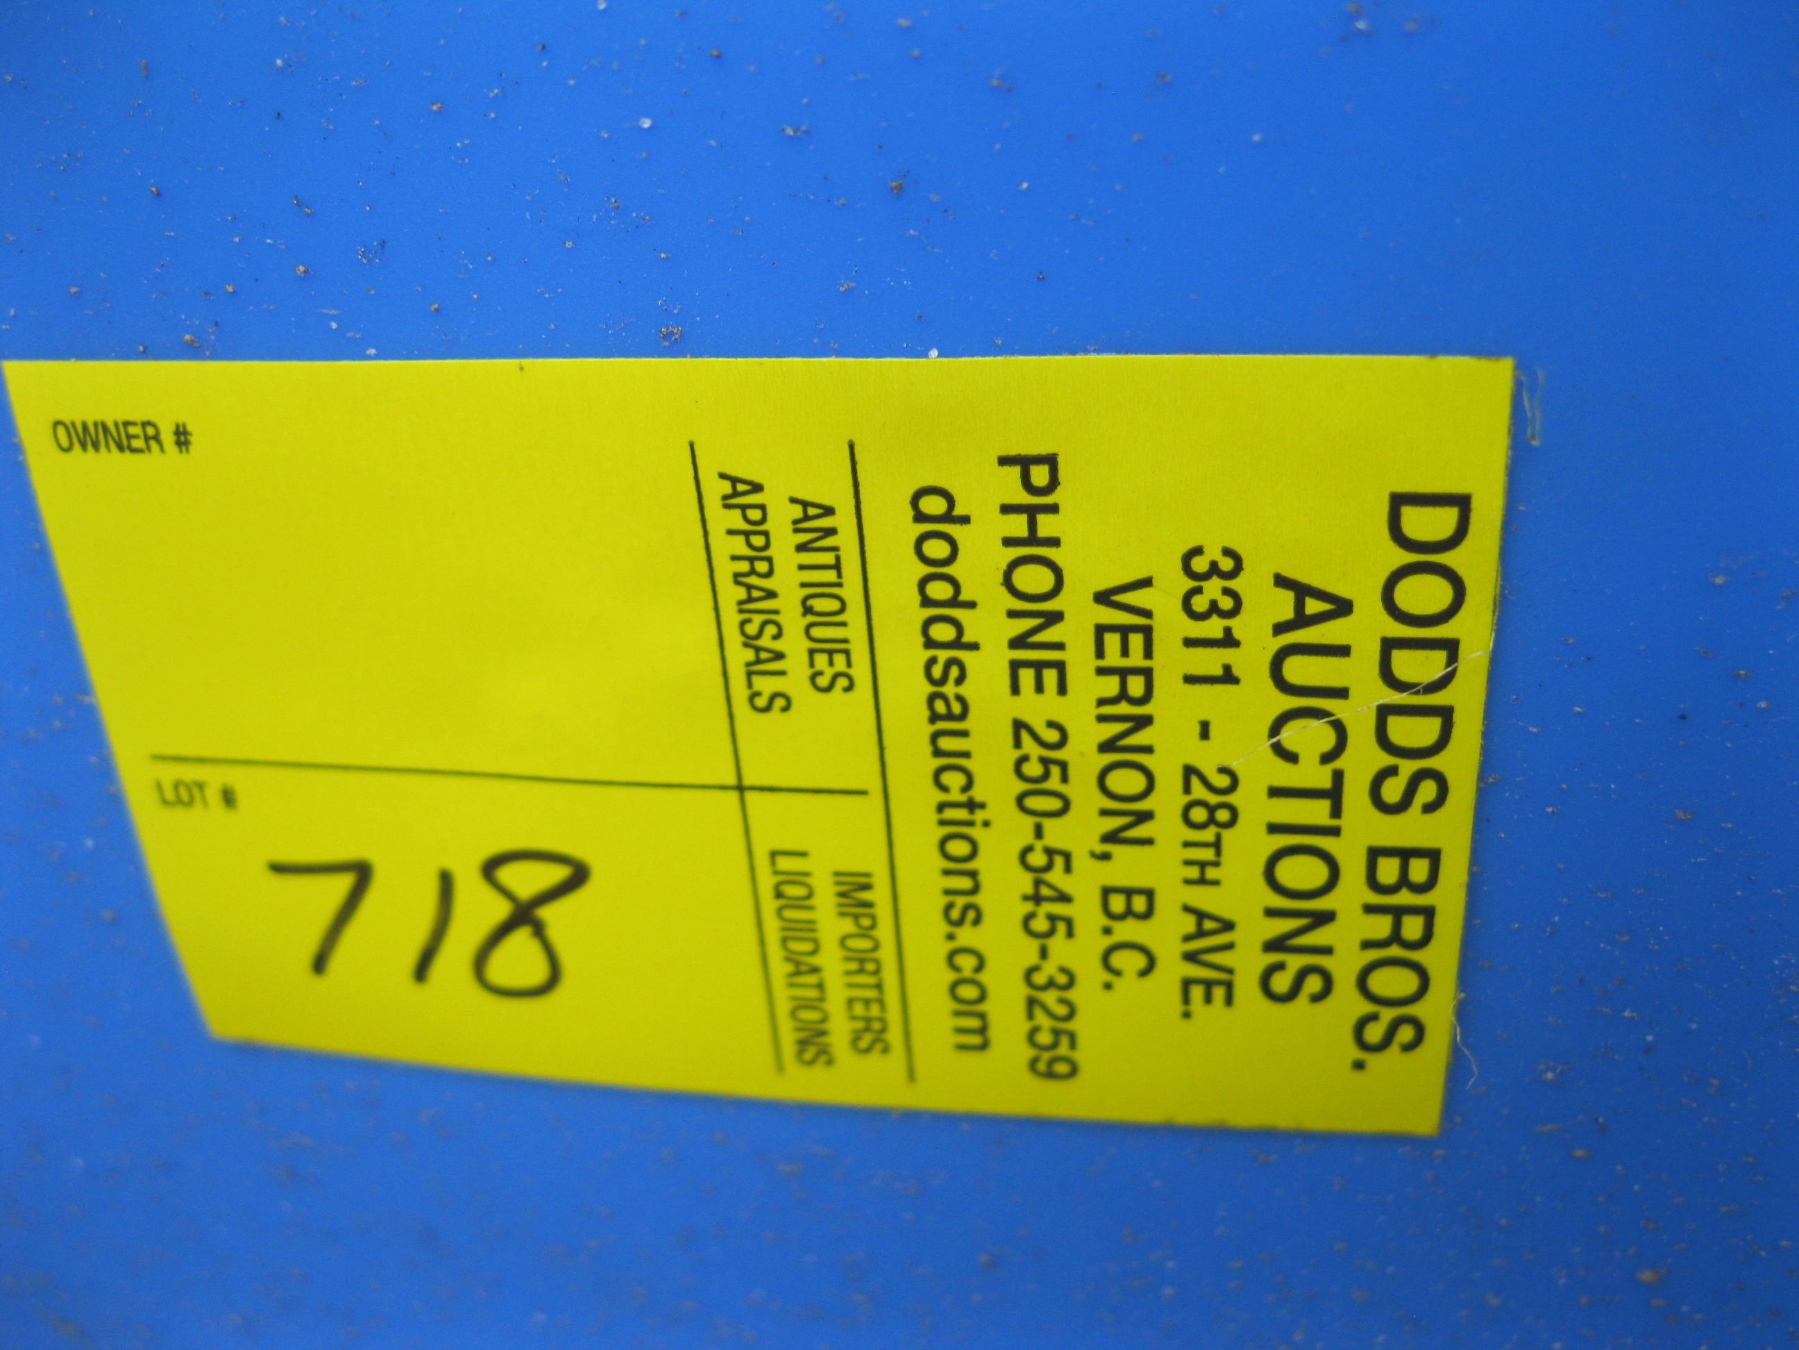 DODDS BROS.
AUCTIONS
3311 - 28TH AVE.
VERNON, B.C.
PHONE 250-545-3259
doddsauctions.com
ANTIQUES IMPORTERS
APPRAISALS LIQUIDATIONS
OWNER #
LOT #
718